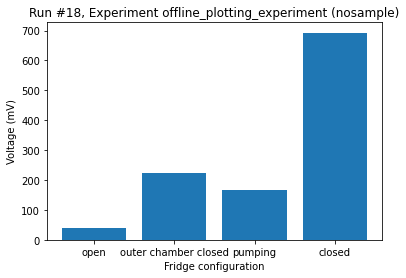 Run #18, Experiment offline_plotting_experiment (nosample)
700
600
500
400
300
200
100
0
Voltage (mV)
open outer chamber closed pumping closed
Fridge configuration